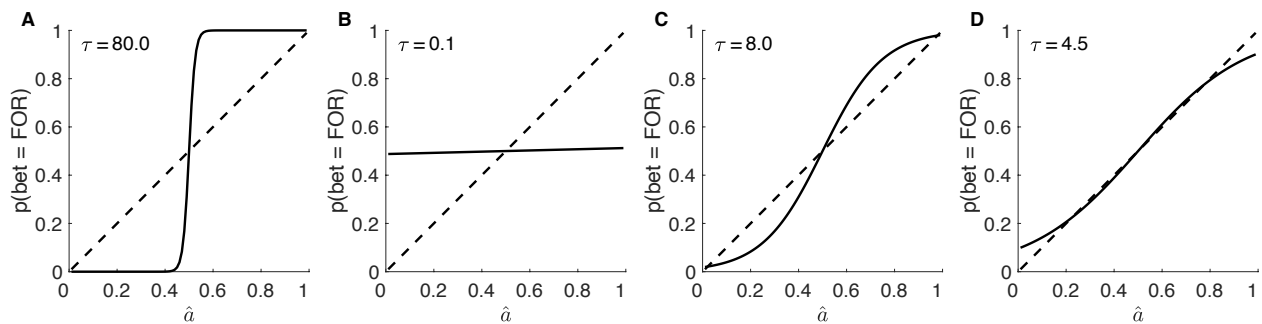 A B C D
τ = 80.0 τ = 0.1 τ = 8.0 τ = 4.5
p(bet = FOR) p(bet = FOR) p(bet = FOR) p(bet = FOR)
1 1 1 1
0.8 0.8 0.8 0.8
0.6 0.6 0.6 0.6
0.4 0.4 0.4 0.4
0.2 0.2 0.2 0.2
0 0 0 0
0 0.2 0.4 0.6 0.8 1 0 0.2 0.4 0.6 0.8 1 0 0.2 0.4 0.6 0.8 1 0 0.2 0.4 0.6 0.8 1
â â â â